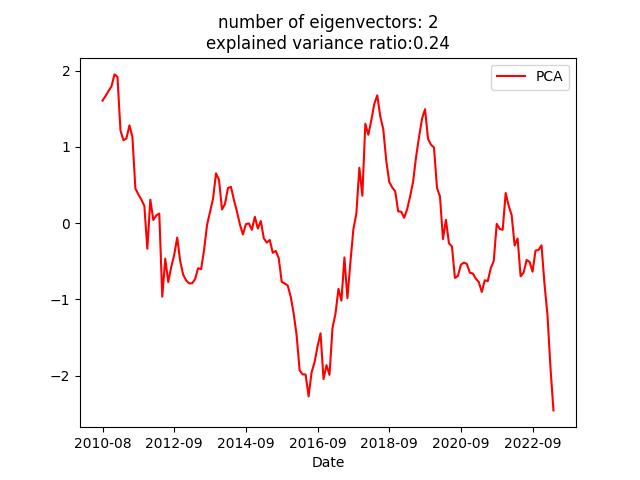 number of eigenvectors: 2
explained variance ratio:0.24
PCA
2
1
0
−1
−2
2010-08 2012-09 2014-09 2016-09 2018-09 2020-09 2022-09
Date